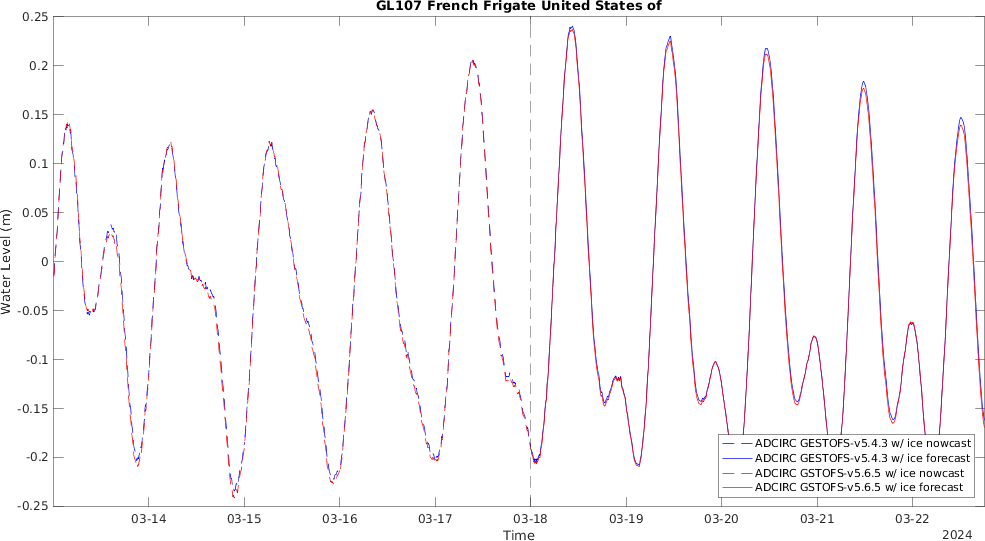 GL107 French Frigate United States of
0.25
0.2
0.15
0.1
0.05
0
-0.05
-0.1
-0.15
-0.2
-0.25
Water Level (m)
ADCIRC GESTOFS-v5.4.3 w/ ice nowcast
ADCIRC GESTOFS-v5.4.3 w/ ice forecast
ADCIRC GSTOFS-v5.6.5 w/ ice nowcast
ADCIRC GSTOFS-v5.6.5 w/ ice forecast
03-14 03-15 03-16 03-17 03-18 03-19 03-20 03-21 03-22
Time
2024